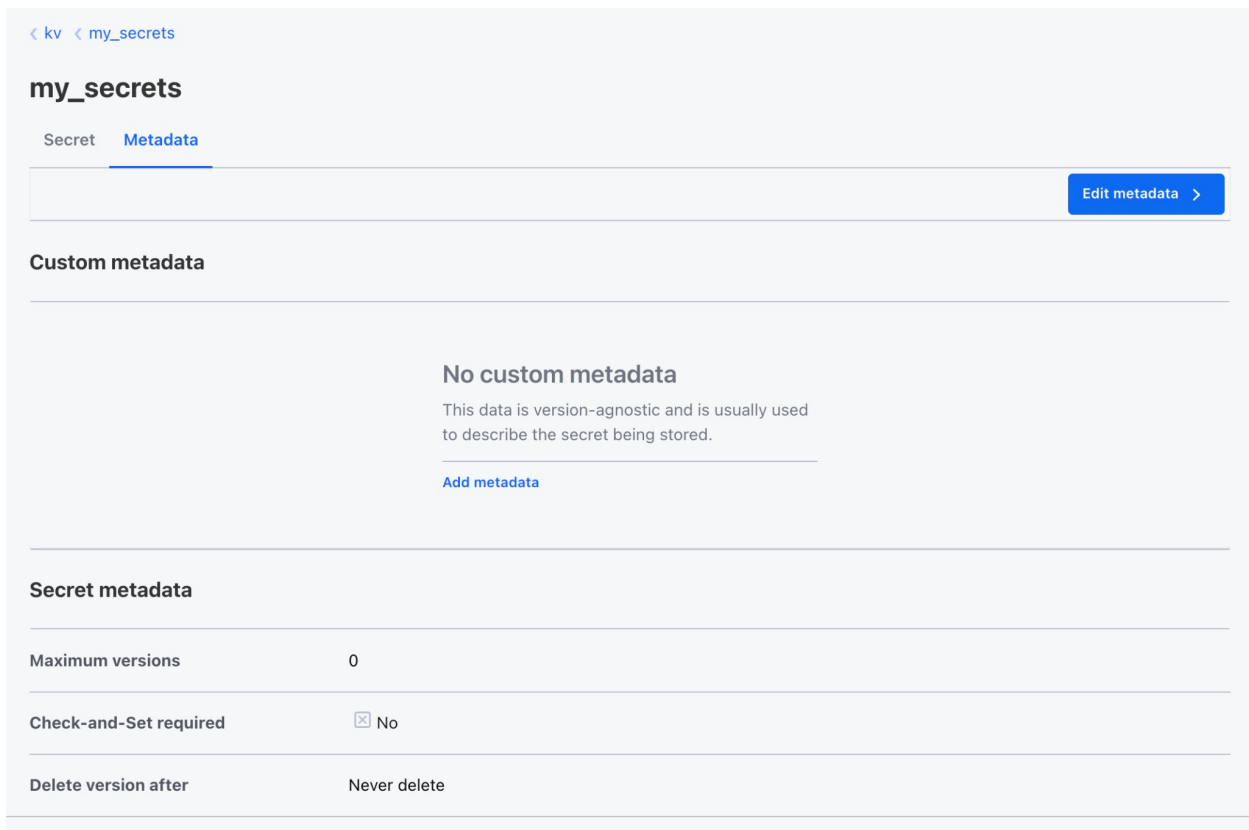 kv my_secrets
my_secrets
Secret Metadata
Edit metadata
Custom metadata
No custom metadata
This data is version-agnostic and is usually used
to describe the secret being stored.
Add metadata
Secret metadata
Maximum versions 0
Check-and-Set required No
Delete version after Never delete